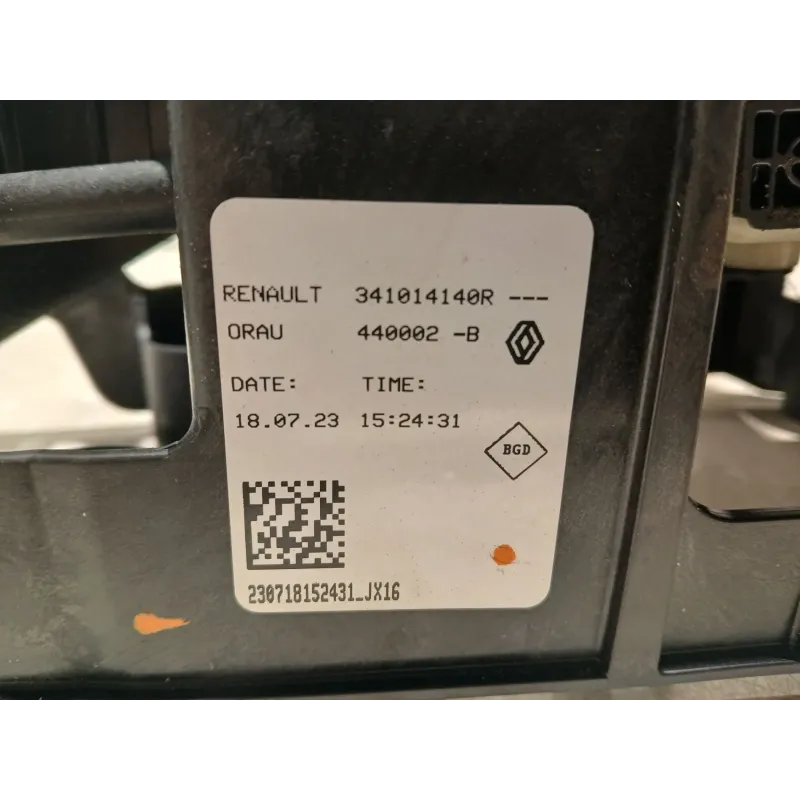 RENAULT 341014140R ---
ORAU 440002 -B
DATE: TIME:
18.07.23 15:24:31
BGD
230718152431_JX16